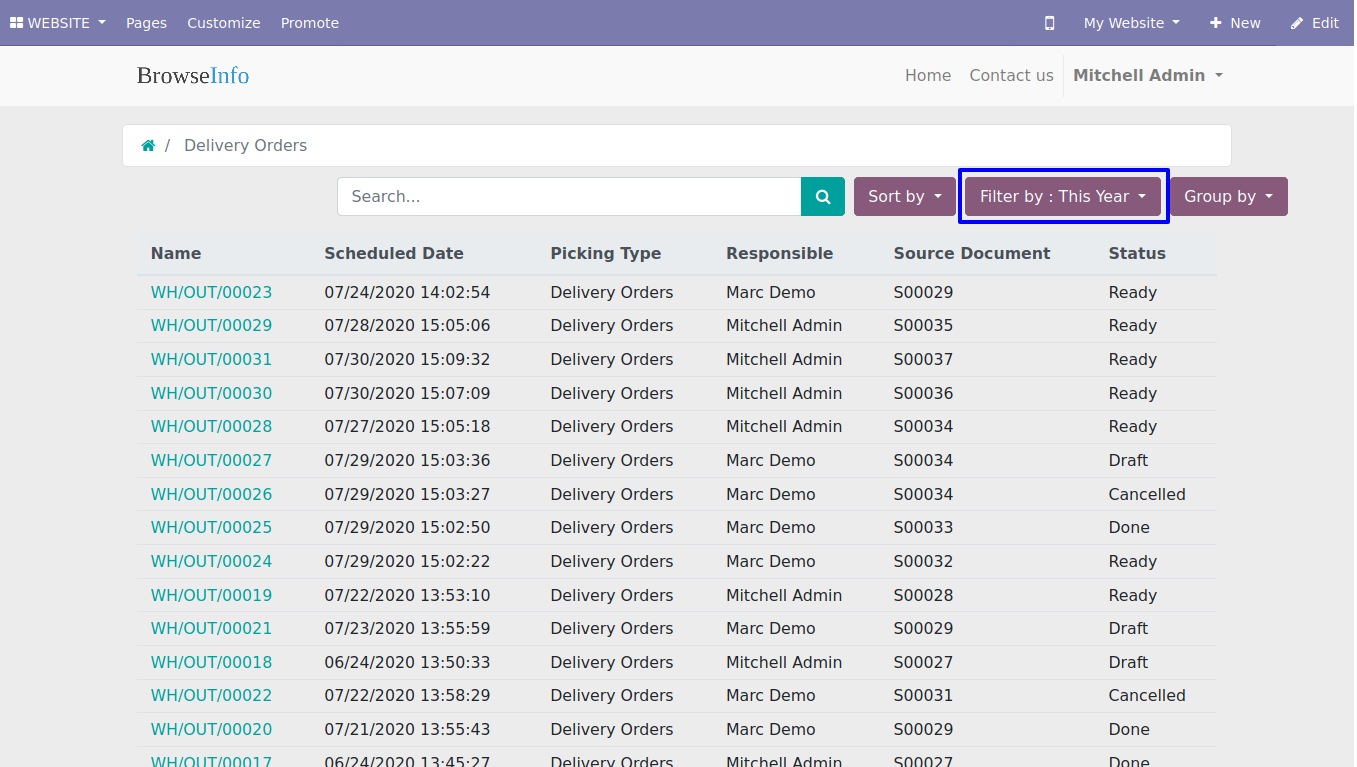 WEBSITE Pages Customize Promote My Website New Edit
BrowseInfo Home Contact us Mitchell Admin
/ Delivery Orders
Search... Sort by Filter by : This Year Group by
Name Scheduled Date Picking Type Responsible Source Document Status
WH/OUT/00023 07/24/2020 14:02:54 Delivery Orders Marc Demo S00029 Ready
WH/OUT/00029 07/28/2020 15:05:06 Delivery Orders Mitchell Admin S00035 Ready
WH/OUT/00031 07/30/2020 15:09:32 Delivery Orders Mitchell Admin S00037 Ready
WH/OUT/00030 07/30/2020 15:07:09 Delivery Orders Mitchell Admin S00036 Ready
WH/OUT/00028 07/27/2020 15:05:18 Delivery Orders Mitchell Admin S00034 Ready
WH/OUT/00027 07/29/2020 15:03:36 Delivery Orders Marc Demo S00034 Draft
WH/OUT/00026 07/29/2020 15:03:27 Delivery Orders Marc Demo S00034 Cancelled
WH/OUT/00025 07/29/2020 15:02:50 Delivery Orders Marc Demo S00033 Done
WH/OUT/00024 07/29/2020 15:02:22 Delivery Orders Marc Demo S00032 Ready
WH/OUT/00019 07/22/2020 13:53:10 Delivery Orders Mitchell Admin S00028 Ready
WH/OUT/00021 07/23/2020 13:55:59 Delivery Orders Marc Demo S00029 Draft
WH/OUT/00018 06/24/2020 13:50:33 Delivery Orders Mitchell Admin S00027 Draft
WH/OUT/00022 07/22/2020 13:58:29 Delivery Orders Marc Demo S00031 Cancelled
WH/OUT/00020 07/21/2020 13:55:43 Delivery Orders Marc Demo S00029 Done
WH/OUT/00017 06/24/2020 13:45:27 Delivery Orders Mitchell Admin S00027 Done